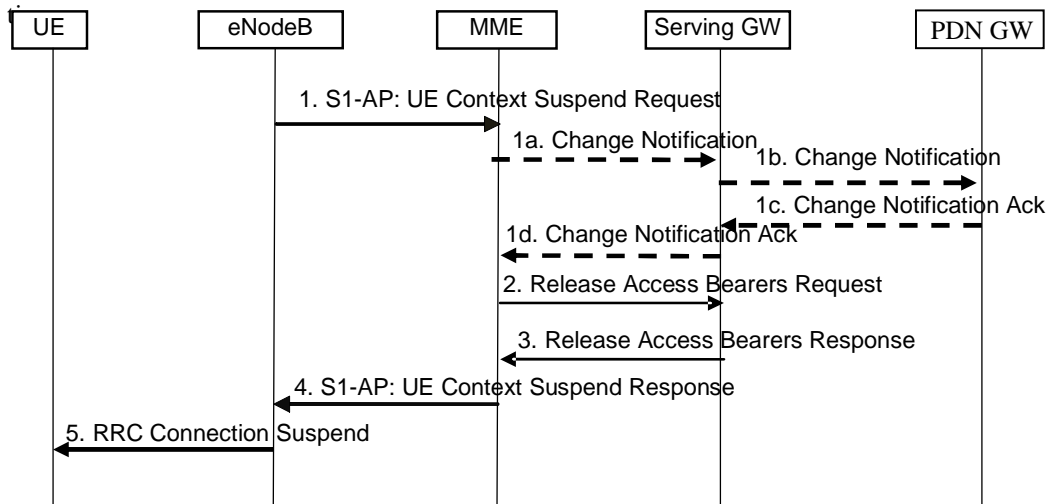 UE
eNodeB
MME
Serving GW
PDN GW
1. S1-AP: UE Context Suspend Request
1a. Change Notification
1b. Change Notification
1c. Change Notification Ack
1d. Change Notification Ack
2. Release Access Bearers Request
3. Release Access Bearers Response
4. S1-AP: UE Context Suspend Response
5. RRC Connection Suspend